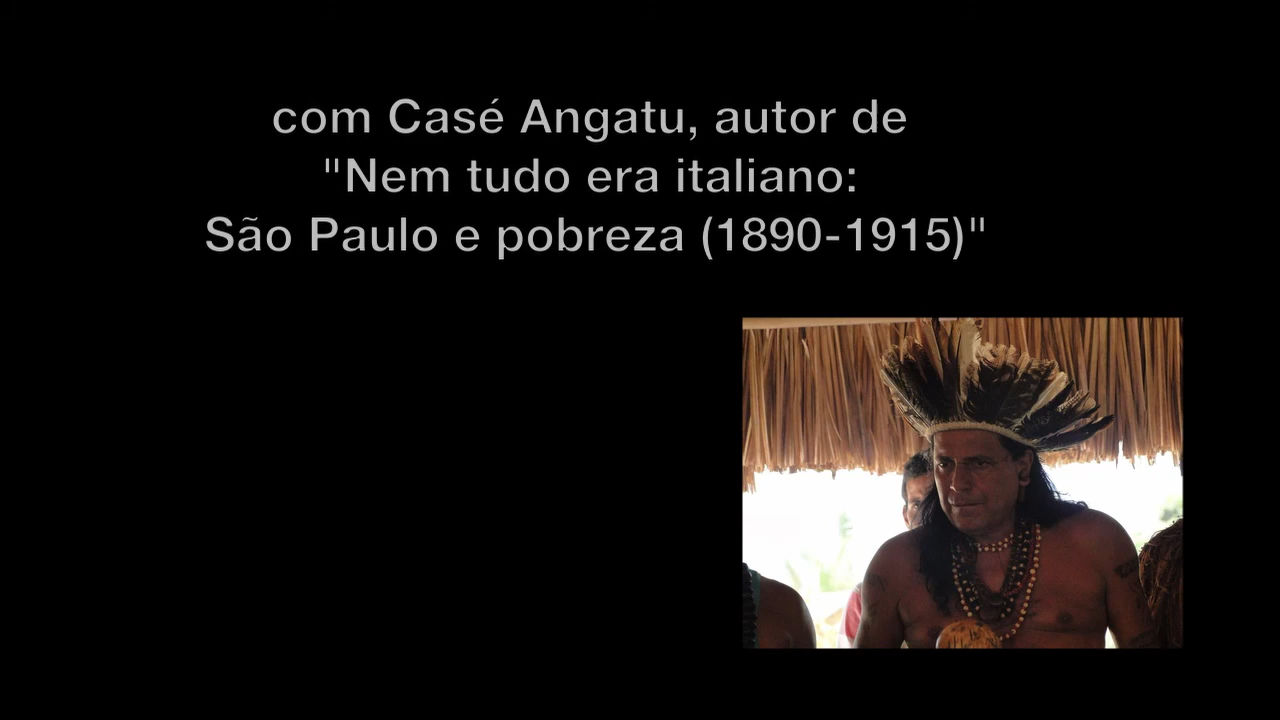 com Casé Angatu, autor de
"Nem tudo era italiano:
São Paulo e pobreza (1890-1915)"